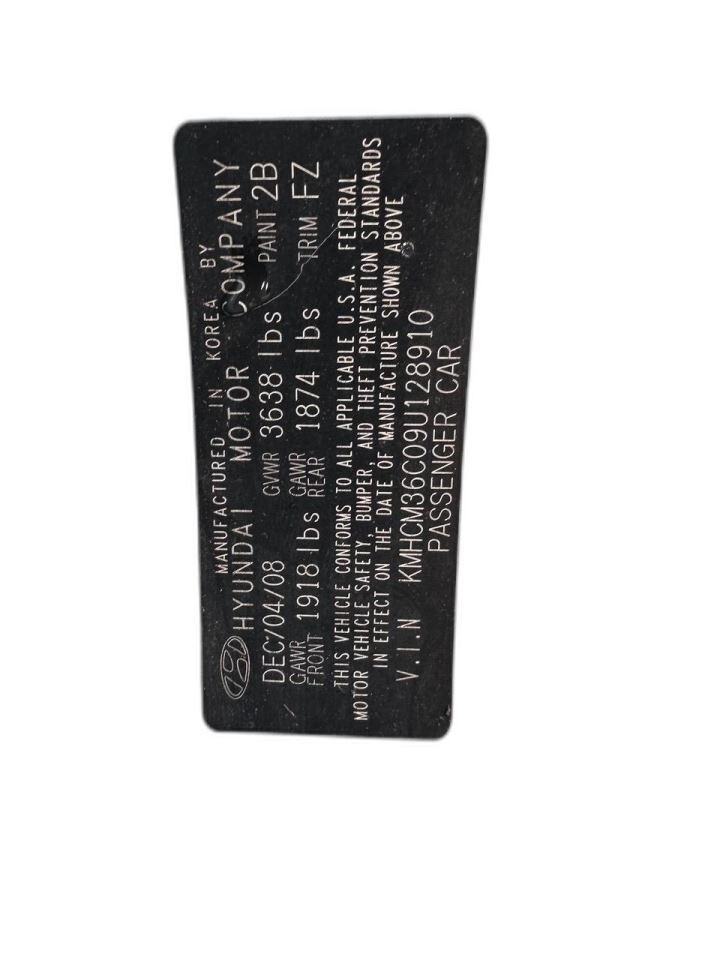 MANUFACTURED IN KOREA BY
HYUNDAI MOTOR COMPANY
DEC/04/08 GVWR 3638 lbs PAINT 2B
GAWR FRONT 1918 lbs GAWR REAR 1874 lbs TRIM FZ
THIS VEHICLE CONFORMS TO ALL APPLICABLE U.S.A. FEDERAL
MOTOR VEHICLE SAFETY, BUMPER, AND THEFT PREVENTION STANDARDS
IN EFFECT ON THE DATE OF MANUFACTURE SHOWN ABOVE
V.I.N KMHCM36C09U128910
PASSENGER CAR